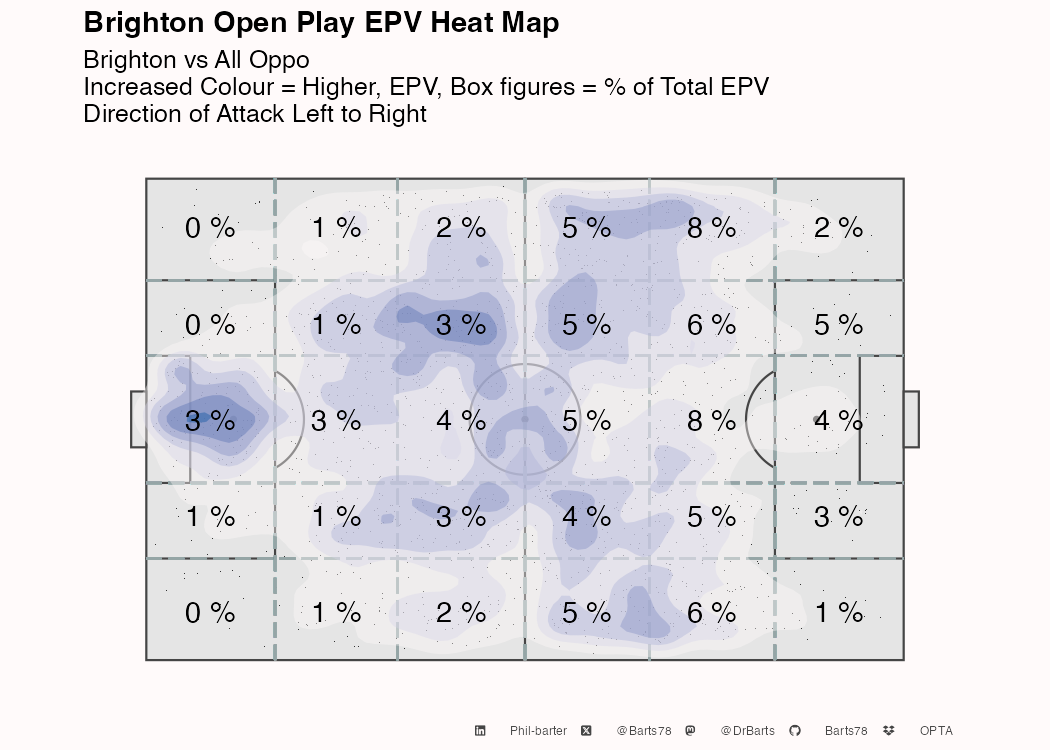 Brighton Open Play EPV Heat Map
Brighton vs All Oppo
Increased Colour = Higher, EPV, Box figures = % of Total EPV
Direction of Attack Left to Right
0 % 1 % 2 % 5 % 8 % 2 %
0 % 1 % 3 % 5 % 6 % 5 %
3 % 3 % 4 % 5 % 8 % 4 %
1 % 1 % 3 % 4 % 5 % 3 %
0 % 1 % 2 % 5 % 6 % 1 %
Phil-barter @Barts78 @DrBarts Barts78 OPTA